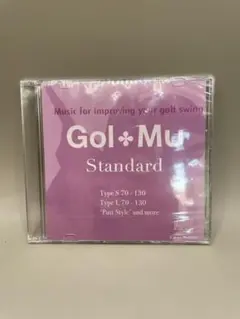 Music for improving your golf swing
Gol♣Mu
Standard
Type S 70 - 130
Type L 70 - 130
"Putt Style" and more